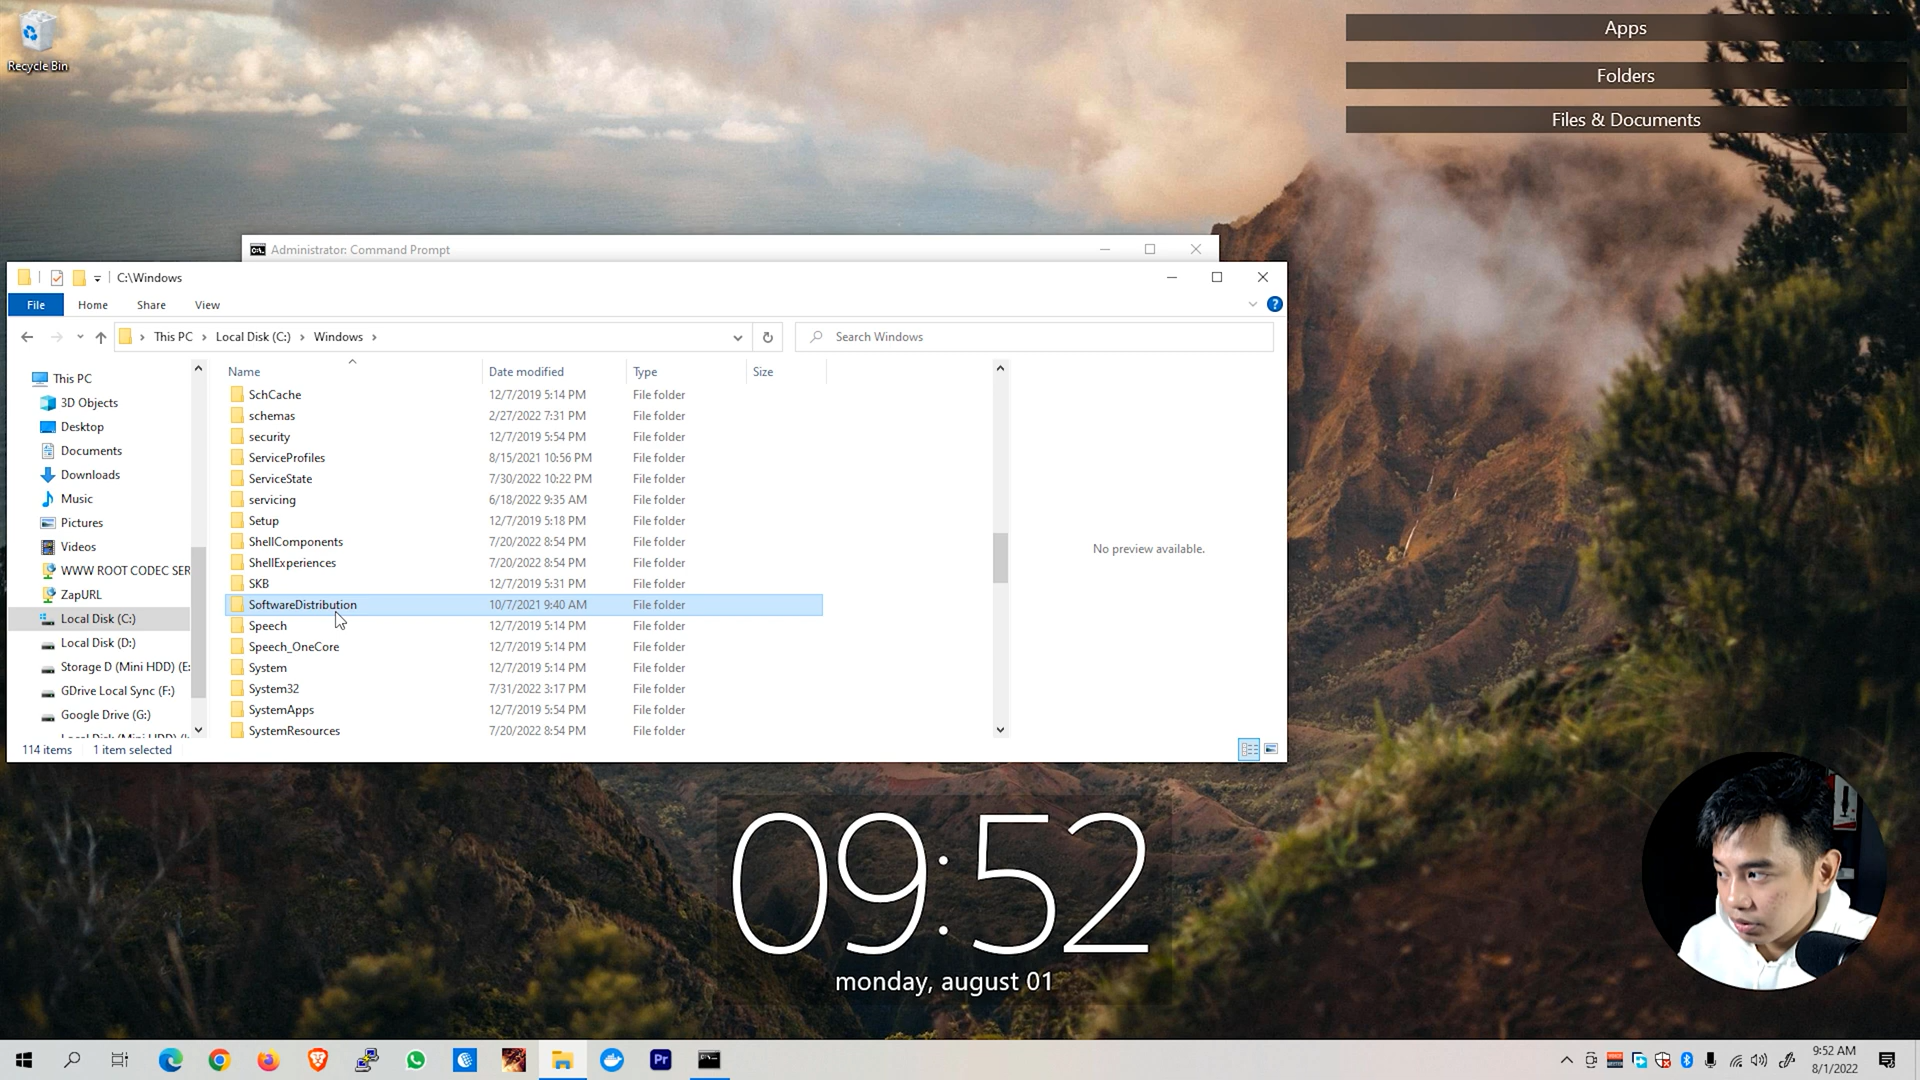 Recycle Bin
Apps
Folders
Files & Documents
Administrator: Command Prompt
C:\Windows
File Home Share View
This PC > Local Disk (C:) > Windows >
Search Windows
Name Date modified Type Size
This PC
3D Objects
Desktop
Documents
Downloads
Music
Pictures
Videos
WWW ROOT CODEC SER
ZapURL
Local Disk (C:)
Local Disk (D:)
Storage D (Mini HDD) (E:
GDrive Local Sync (F:)
Google Drive (G:)
SchCache 12/7/2019 5:14 PM File folder
schemas 2/27/2022 7:31 PM File folder
security 12/7/2019 5:54 PM File folder
ServiceProfiles 8/15/2021 10:56 PM File folder
ServiceState 7/30/2022 10:22 PM File folder
servicing 6/18/2022 9:35 AM File folder
Setup 12/7/2019 5:18 PM File folder
ShellComponents 7/20/2022 8:54 PM File folder
ShellExperiences 7/20/2022 8:54 PM File folder
SKB 12/7/2019 5:31 PM File folder
SoftwareDistribution 10/7/2021 9:40 AM File folder
Speech 12/7/2019 5:14 PM File folder
Speech_OneCore 12/7/2019 5:14 PM File folder
System 12/7/2019 5:14 PM File folder
System32 7/31/2022 3:17 PM File folder
SystemApps 12/7/2019 5:54 PM File folder
SystemResources 7/20/2022 8:54 PM File folder
No preview available.
114 items 1 item selected
09:52
monday, august 01
Pr
9:52 AM
8/1/2022